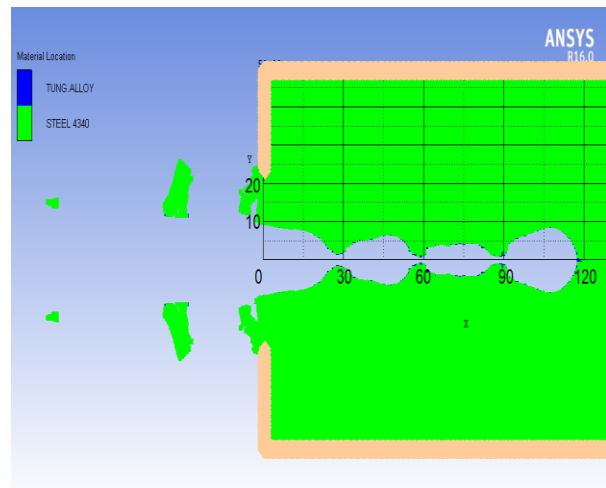 ANSYS
R16.0
Material Location
TUNG.ALLOY
STEEL 4340
Y
20
10
0 30 60 90 120
X